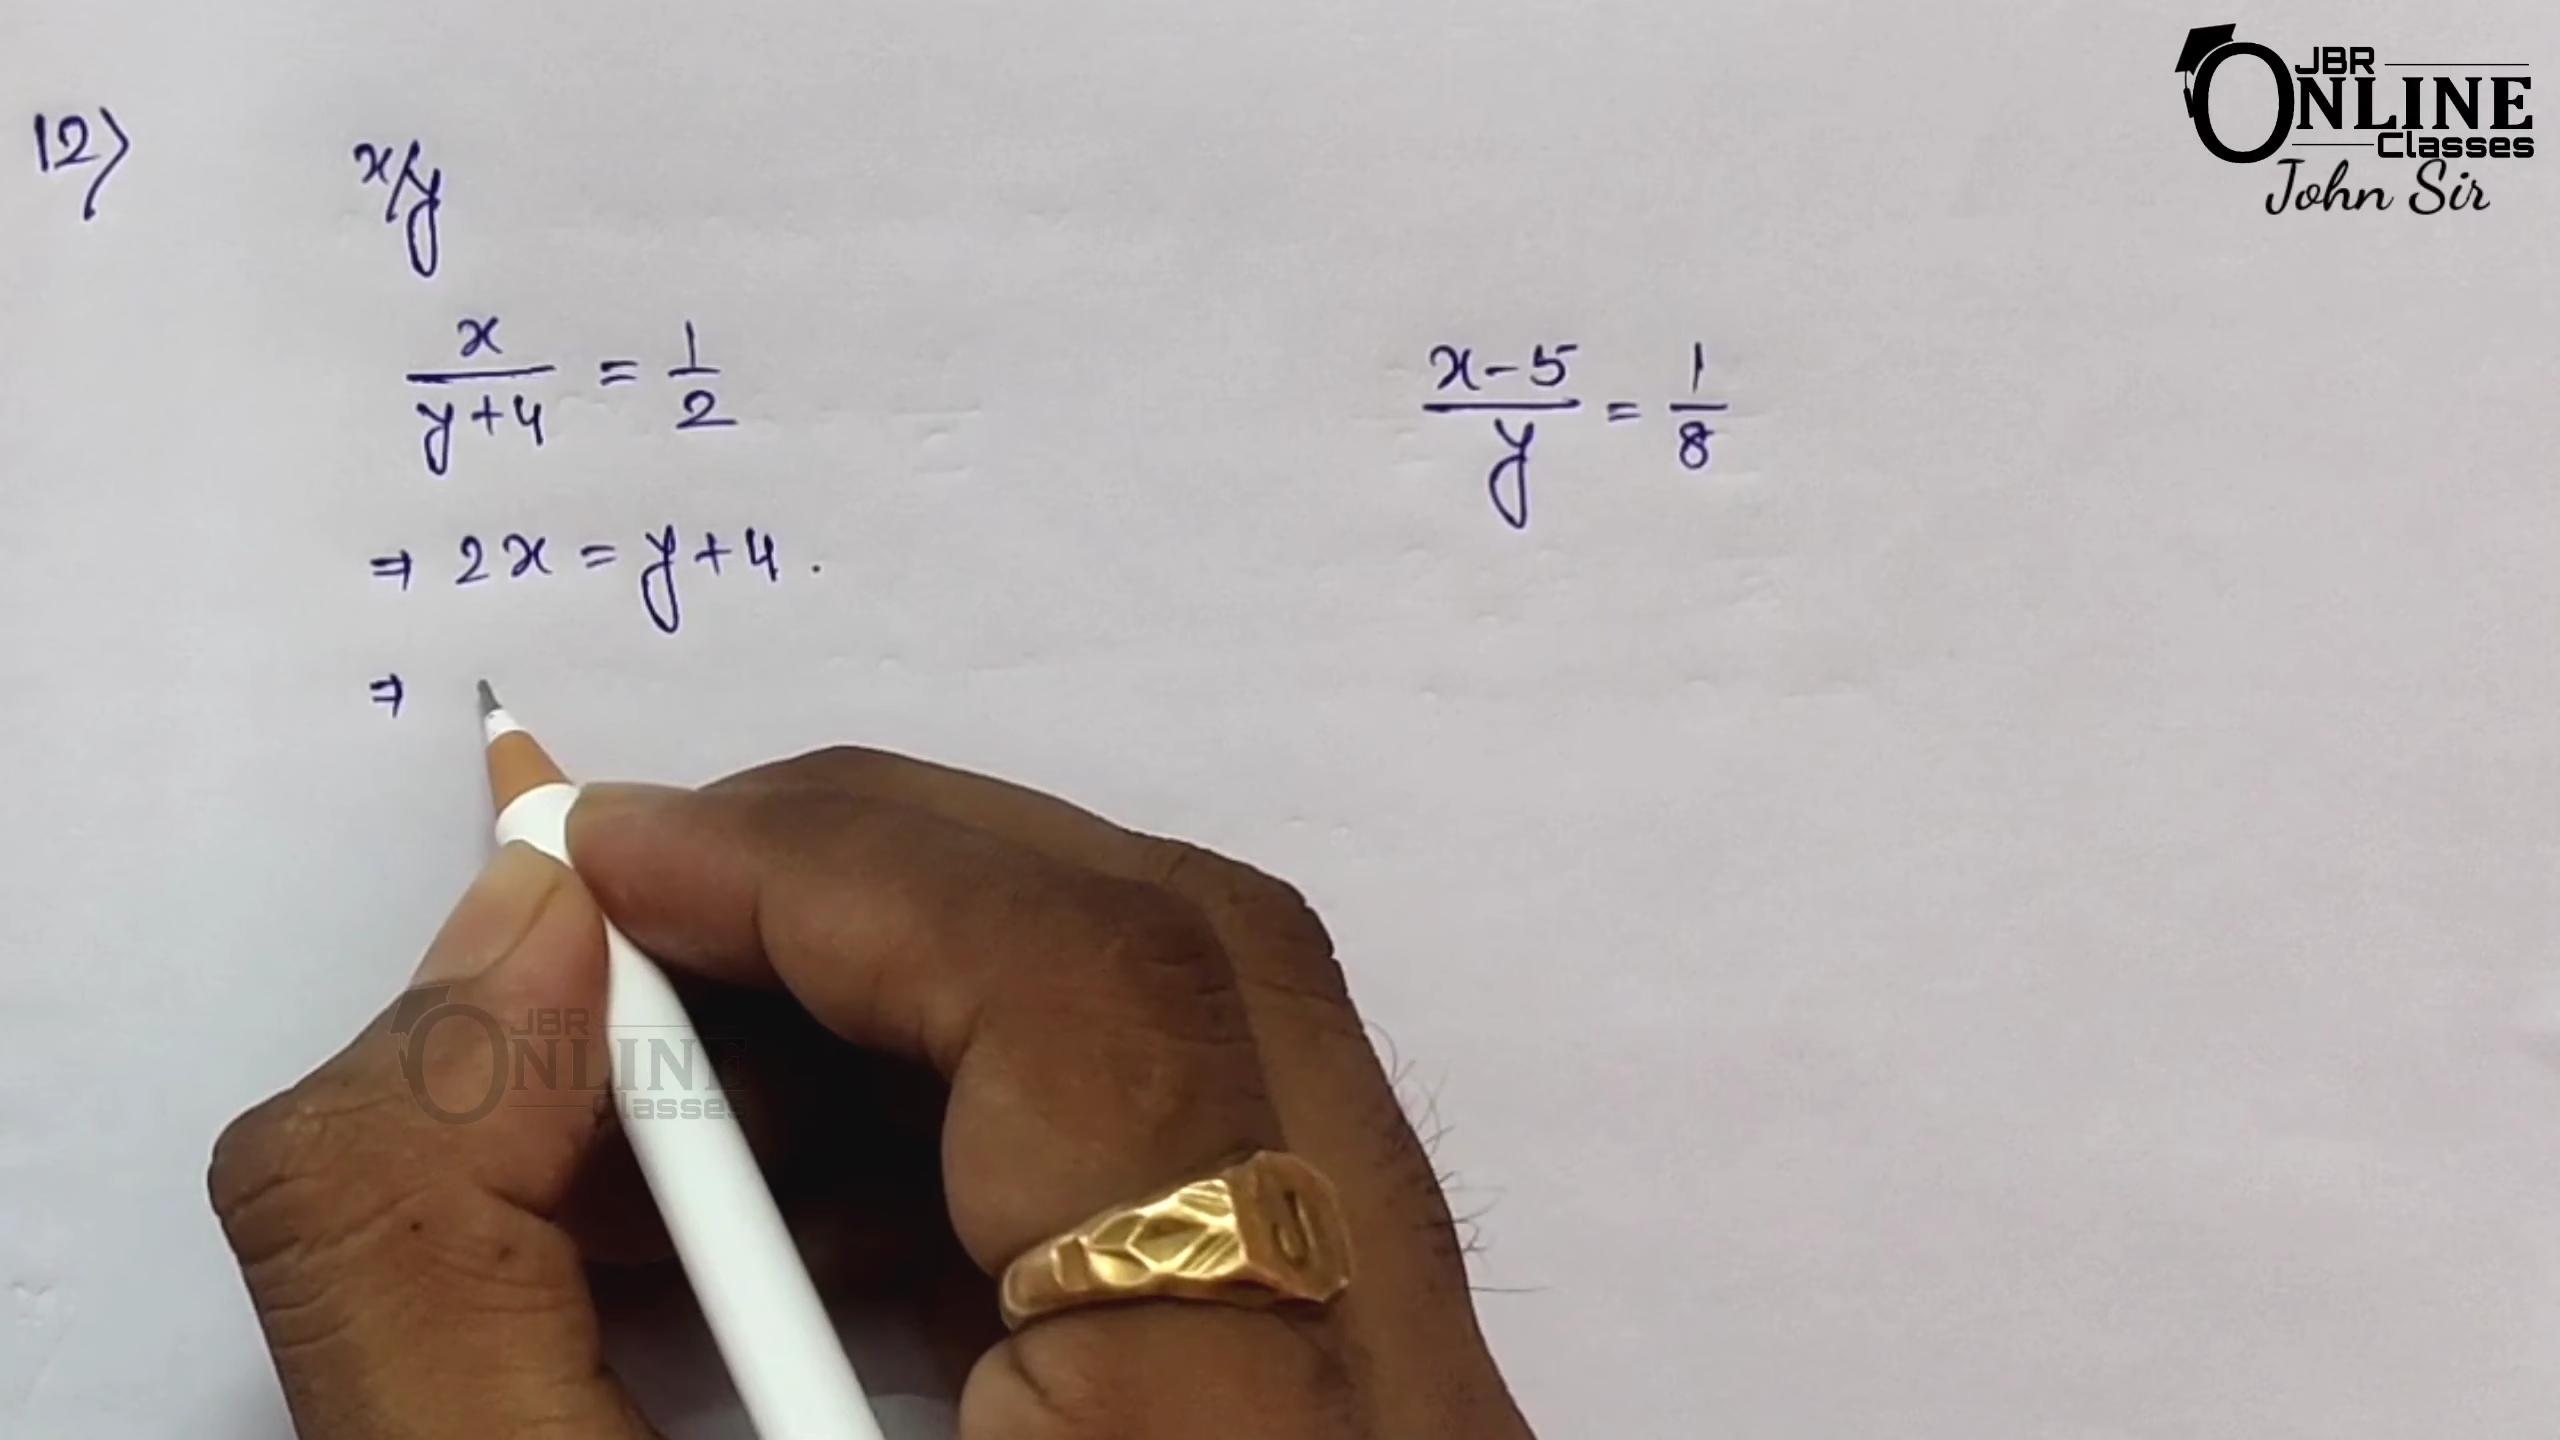 JBR
ONLINE
Classes
John Sir
12)
x/y
x/(y+4) = 1/2
(x-5)/y = 1/8
⇒ 2x = y+4.
⇒
JBR
ONLINE
Classes
J